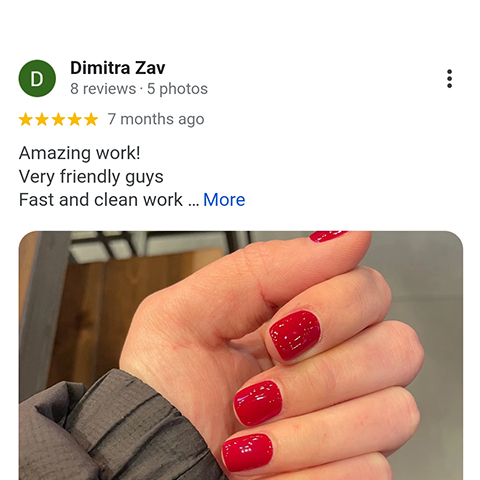 D
Dimitra Zav
8 reviews · 5 photos
7 months ago
Amazing work!
Very friendly guys
Fast and clean work ... More